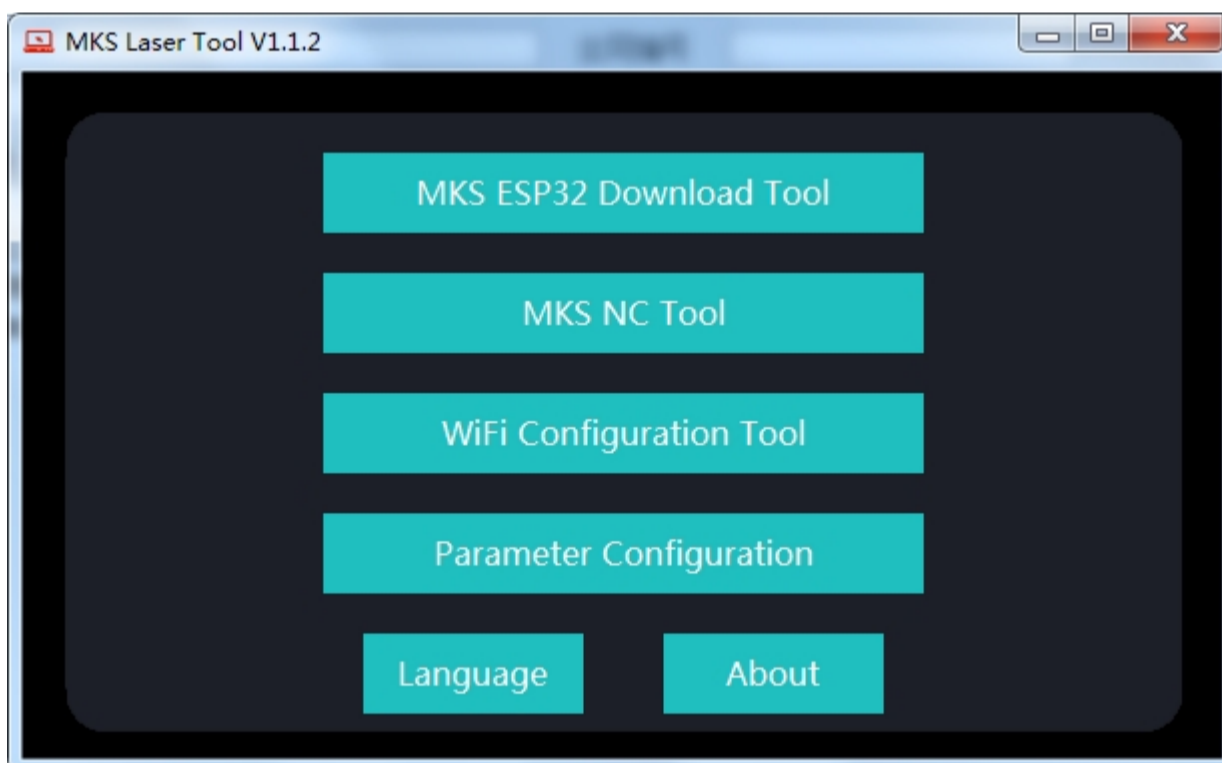 MKS Laser Tool V1.1.2
MKS ESP32 Download Tool
MKS NC Tool
WiFi Configuration Tool
Parameter Configuration
Language About